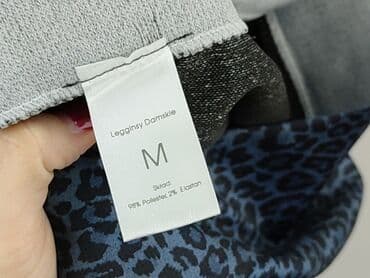 Legginsy Damskie
M
Skład:
98% Poliester, 2% Elastan